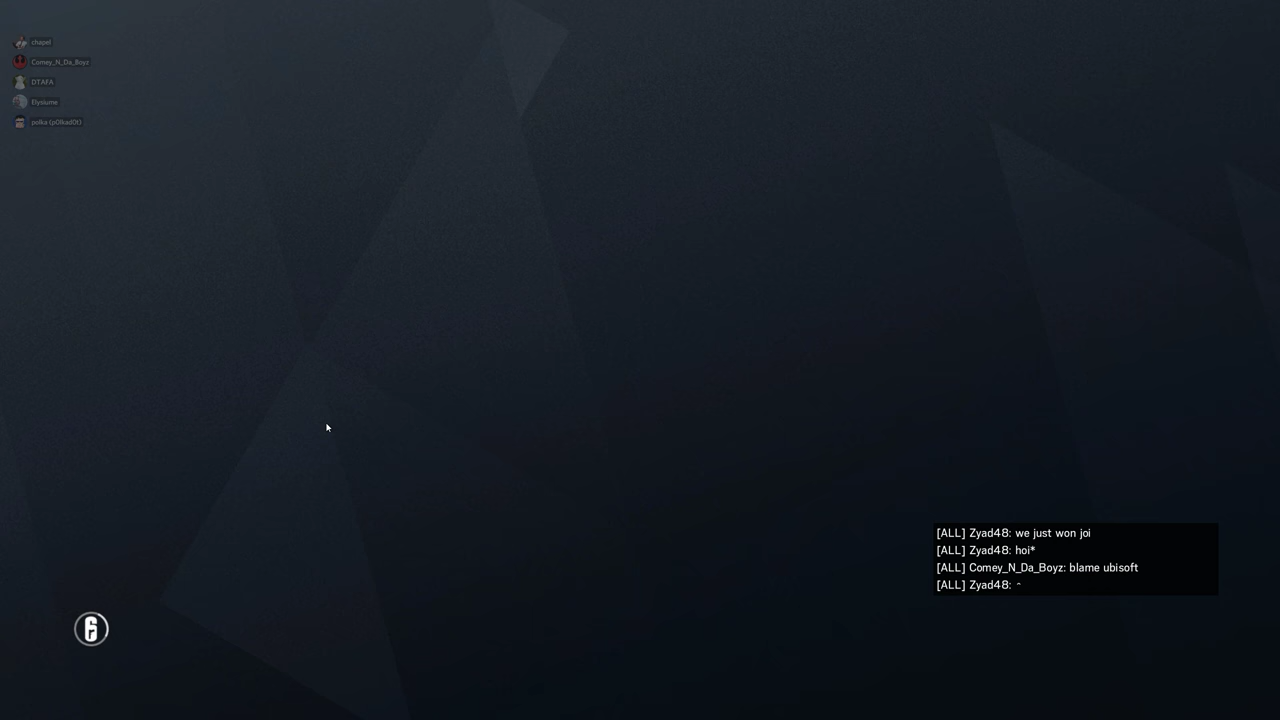 chapel
Comey_N_Da_Boyz
DTAFA
Elysiume
polka (p0lkad0t)
[ALL] Zyad48: we just won joi
[ALL] Zyad48: hoi*
[ALL] Comey_N_Da_Boyz: blame ubisoft
[ALL] Zyad48: ^
6